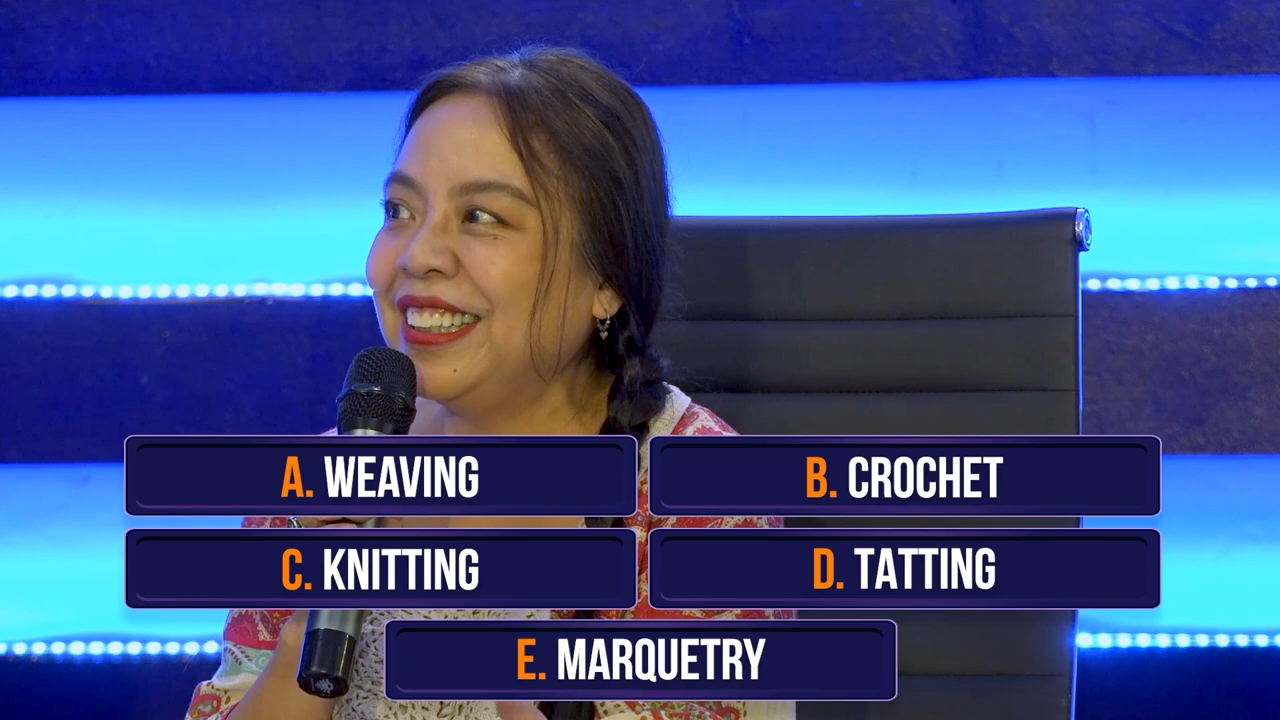 A. WEAVING
B. CROCHET
C. KNITTING
D. TATTING
E. MARQUETRY